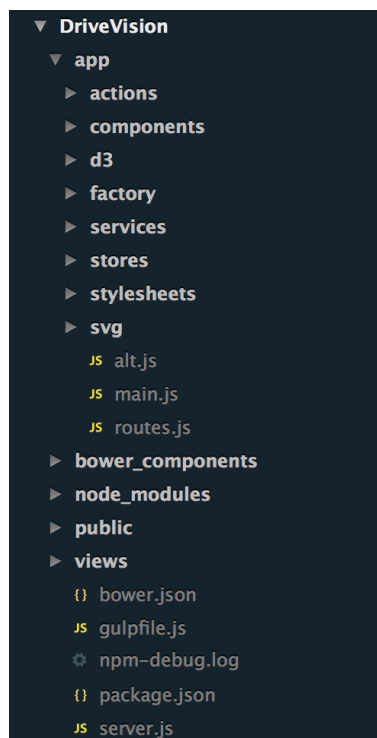 DriveVision
app
actions
components
d3
factory
services
stores
stylesheets
svg
JS alt.js
JS main.js
JS routes.js
bower_components
node_modules
public
views
{} bower.json
JS gulpfile.js
npm-debug.log
{} package.json
JS server.js